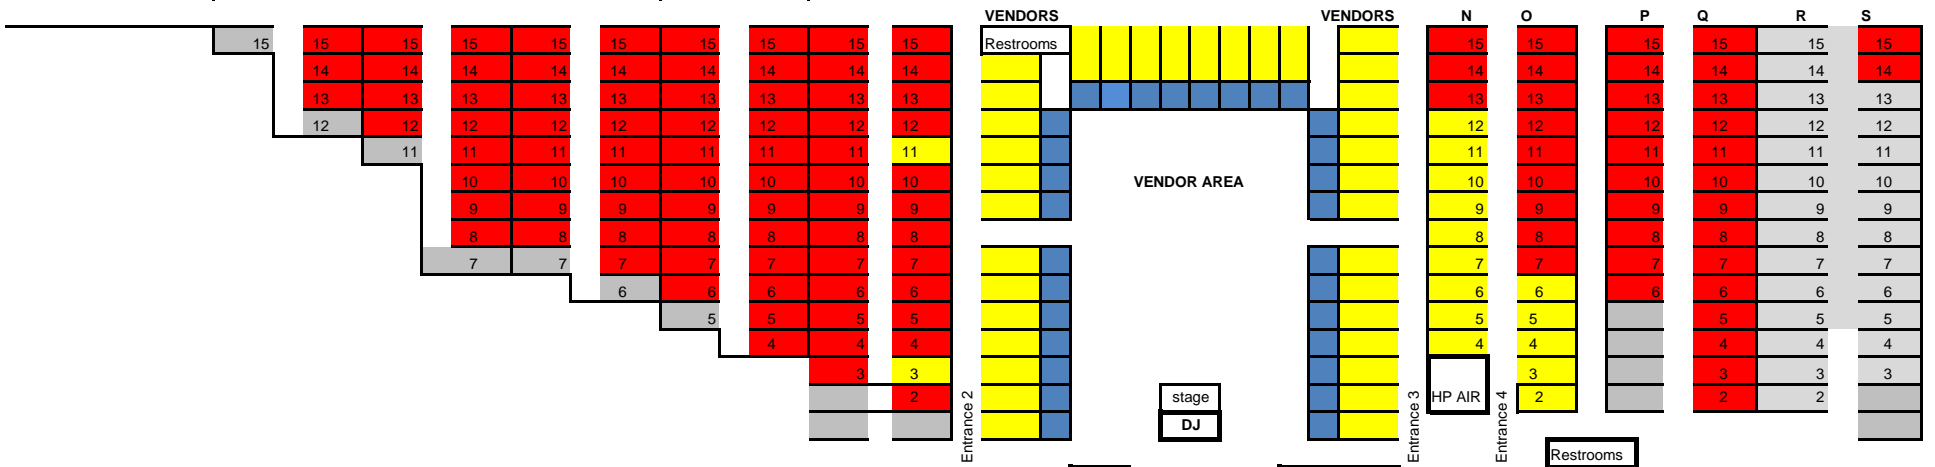 VENDORS VENDORS N O P Q R S
15 15 15 15 15 15 15 15 15 15 Restrooms 15 15 15 15 15 15
14 14 14 14 14 14 14 14 14 14 14 14 14 14 14
13 13 13 13 13 13 13 13 13 13 13 13 13 13 13
12 12 12 12 12 12 12 12 12 12 12 12 12 12 12
11 11 11 11 11 11 11 11 11 11 11 11 11 11
10 10 10 10 10 10 10 VENDOR AREA 10 10 10 10 10 10
9 9 9 9 9 9 9 9 9 9 9 9 9
8 8 8 8 8 8 8 8 8 8 8 8 8
7 7 7 7 7 7 7 7 7 7 7 7 7
6 6 6 6 6 6 6 6 6 6 6
5 5 5 5 5 5 5 5 5
4 4 4 4 4 4 4 4
3 3 3 3 3 3
2 stage HP AIR 2 2 2
DJ
Entrance 2 Entrance 3 Entrance 4
Restrooms